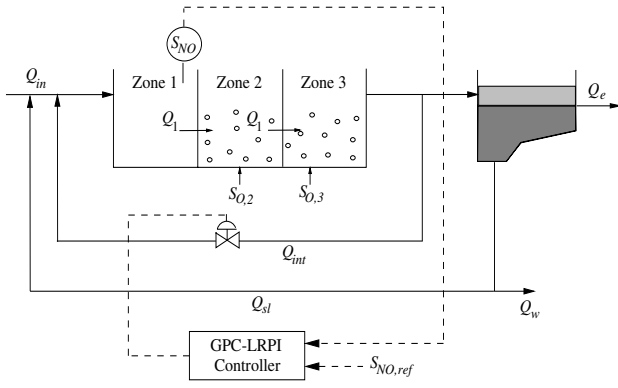 S_NO
Q_in
Zone 1
Zone 2
Zone 3
Q_e
Q_1
Q_1
S_O,2
S_O,3
Q_int
Q_sl
Q_w
GPC-LRPI
Controller
S_NO,ref